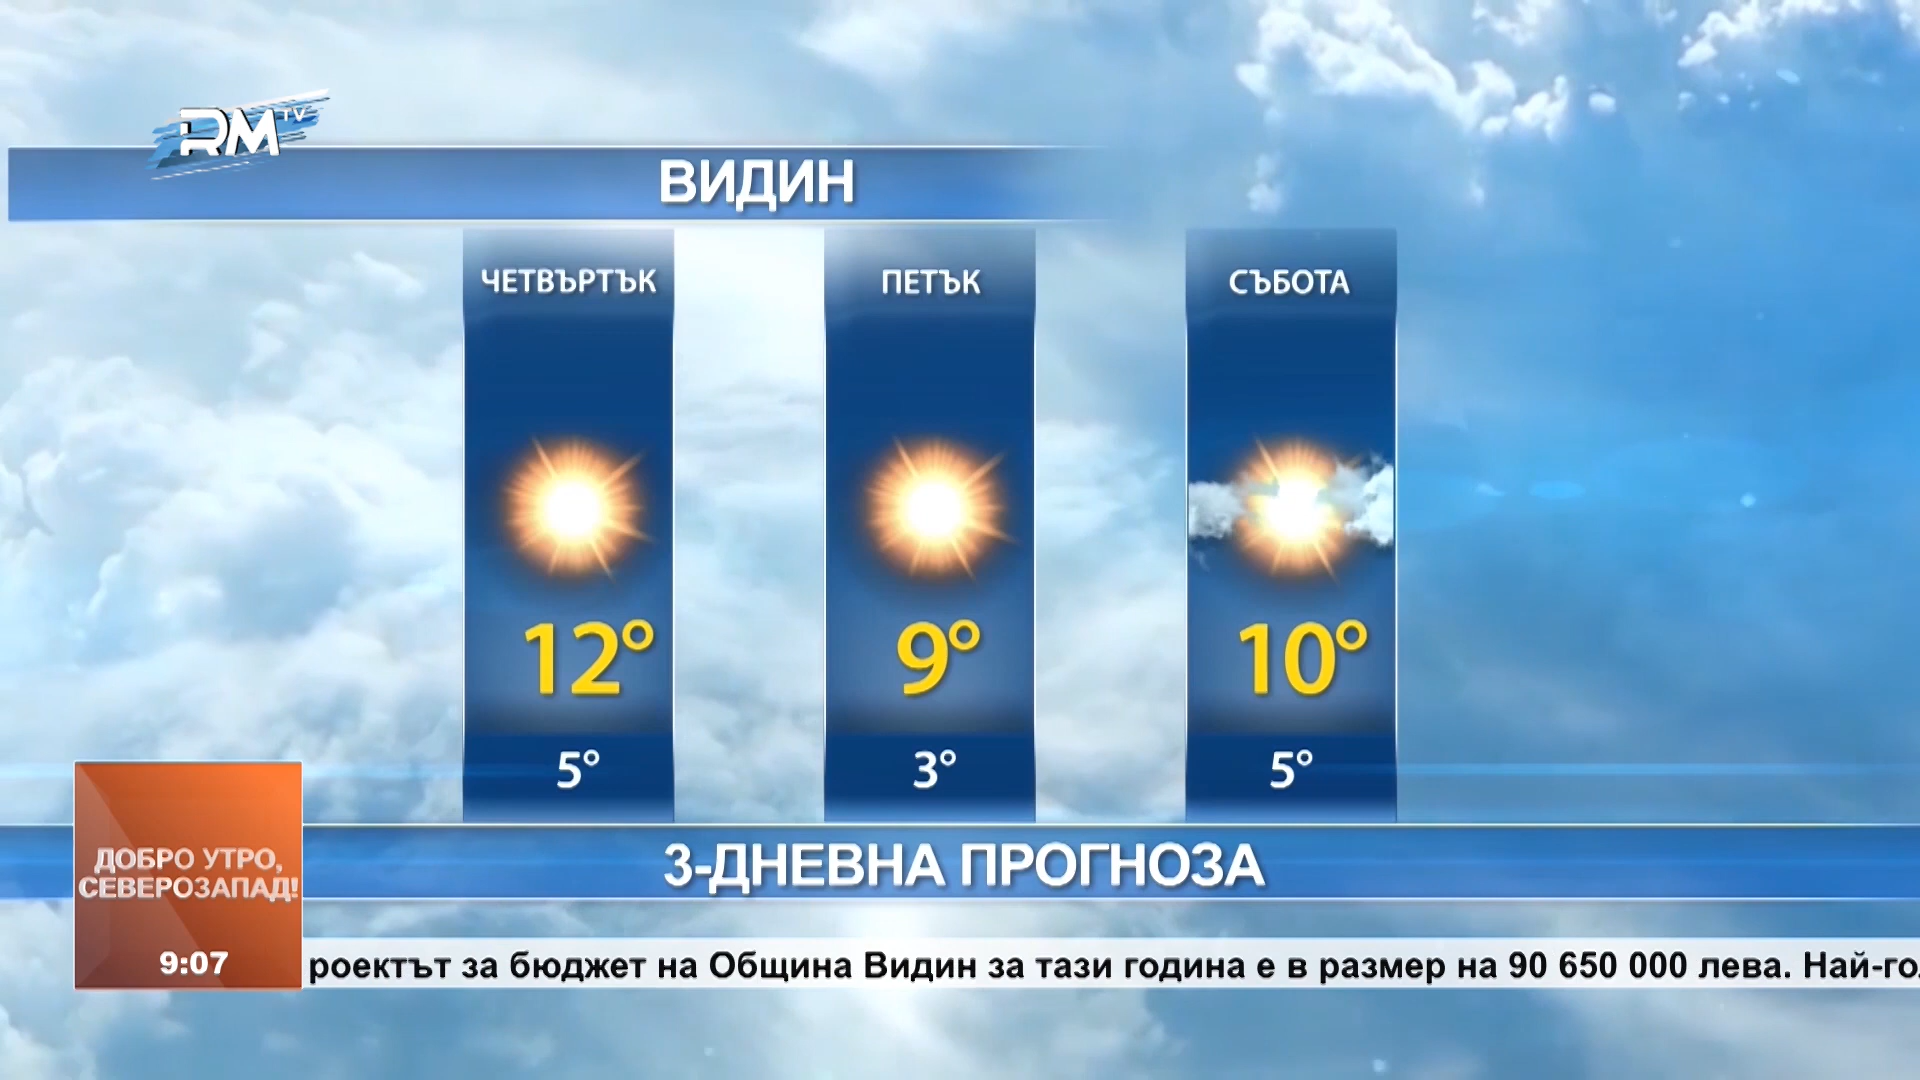 RM TV
ВИДИН
ЧЕТВЪРТЪК
ПЕТЪК
СЪБОТА
12°
9°
10°
5°
3°
5°
3-ДНЕВНА ПРОГНОЗА
ДОБРО УТРО,
СЕВЕРОЗАПАД!
9:07
роектът за бюджет на Община Видин за тази година е в размер на 90 650 000 лева. Най-го